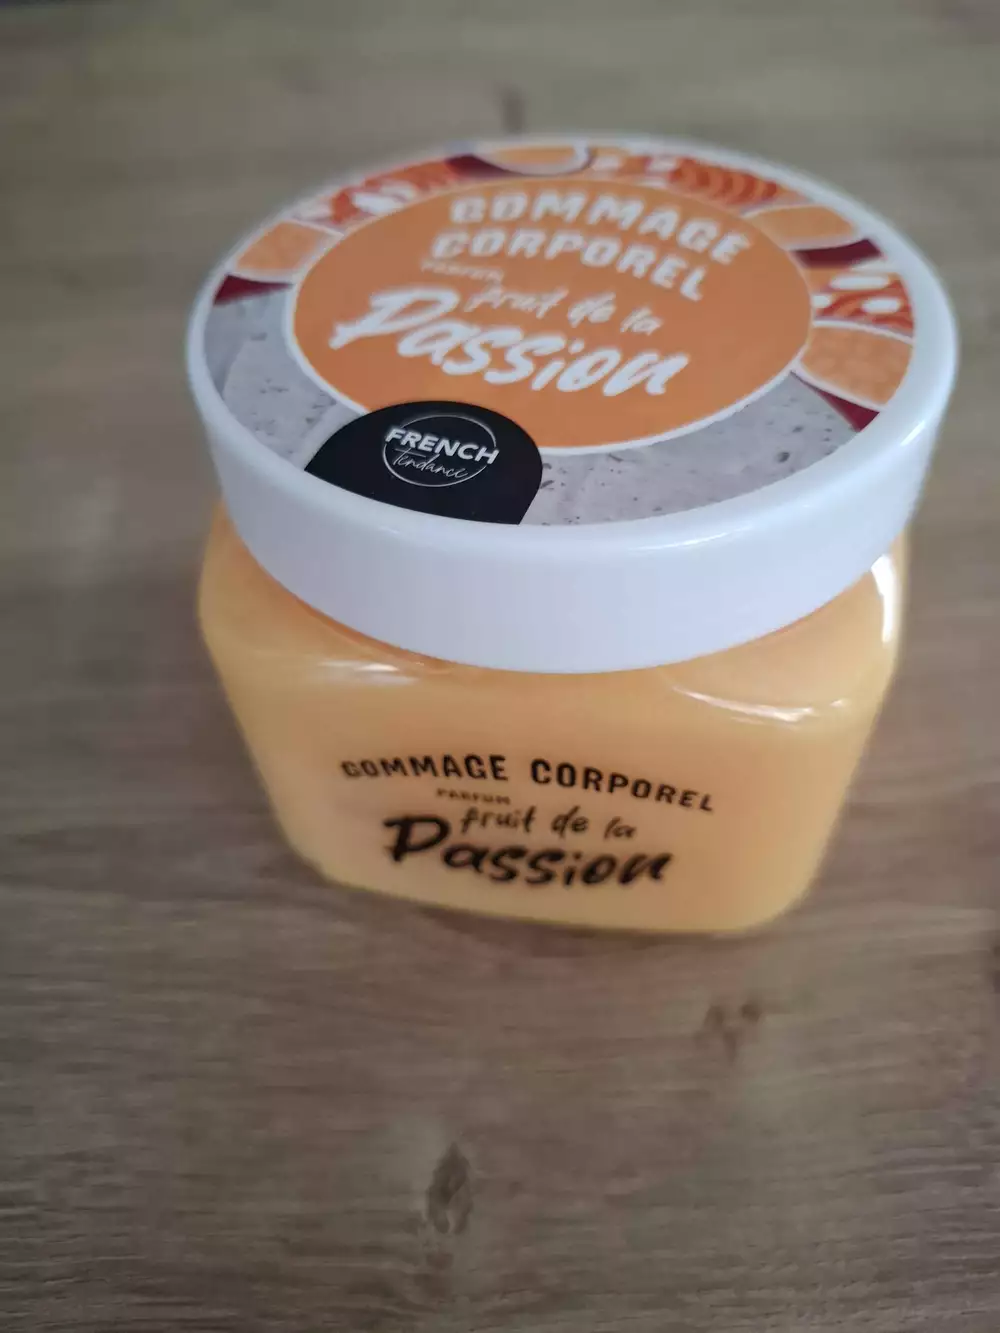 GOMMAGE
CORPOREL
PARFUM
fruit de la
Passion
FRENCH
Tendance
GOMMAGE CORPOREL
PARFUM
fruit de la
Passion